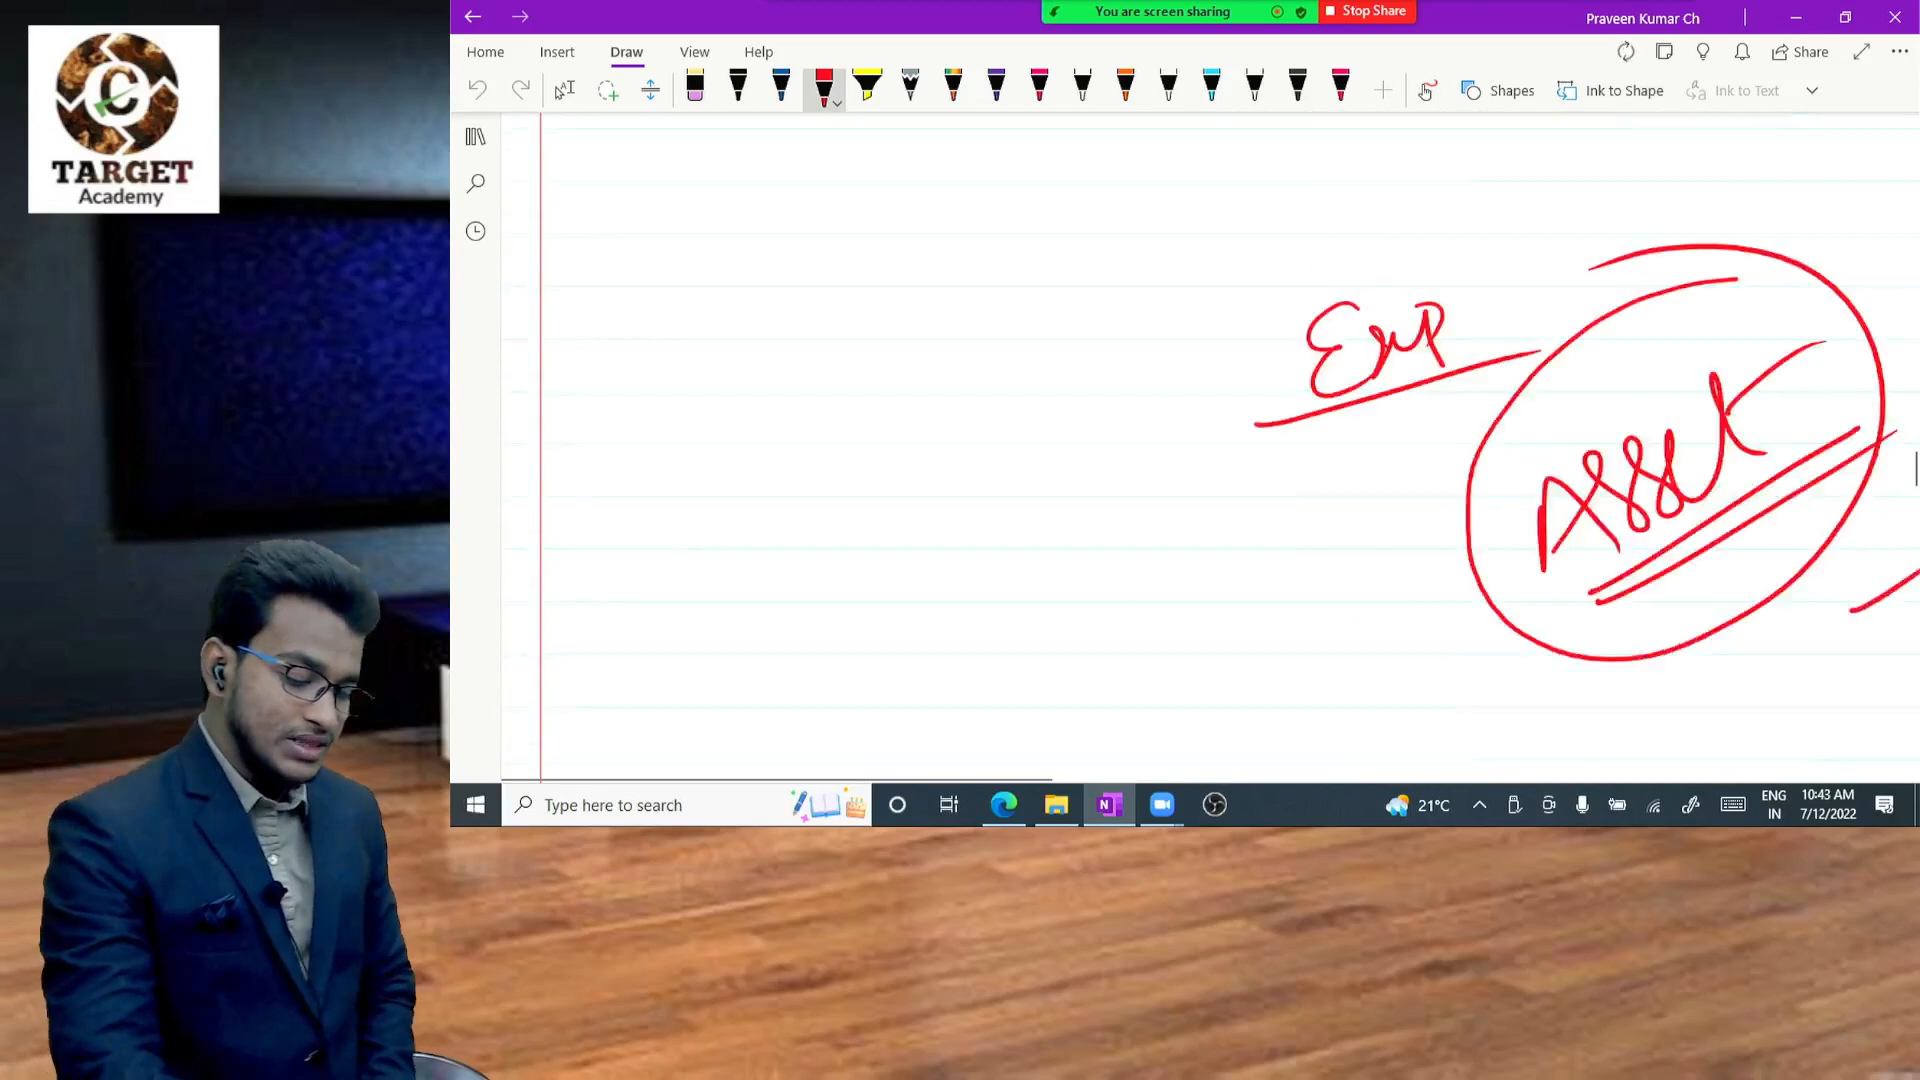 TARGET
Academy
You are screen sharing
Stop Share
Praveen Kumar Ch
Home Insert Draw View Help
Share
Shapes
Ink to Shape
Ink to Text
Exp
Asset
Type here to search
21°C
ENG
IN
10:43 AM
7/12/2022